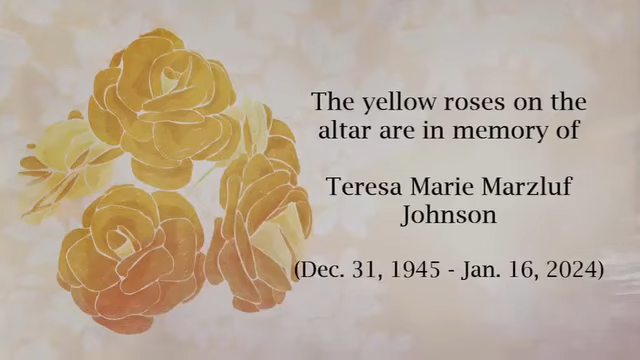 The yellow roses on the
altar are in memory of
Teresa Marie Marzluf
Johnson
(Dec. 31, 1945 - Jan. 16, 2024)